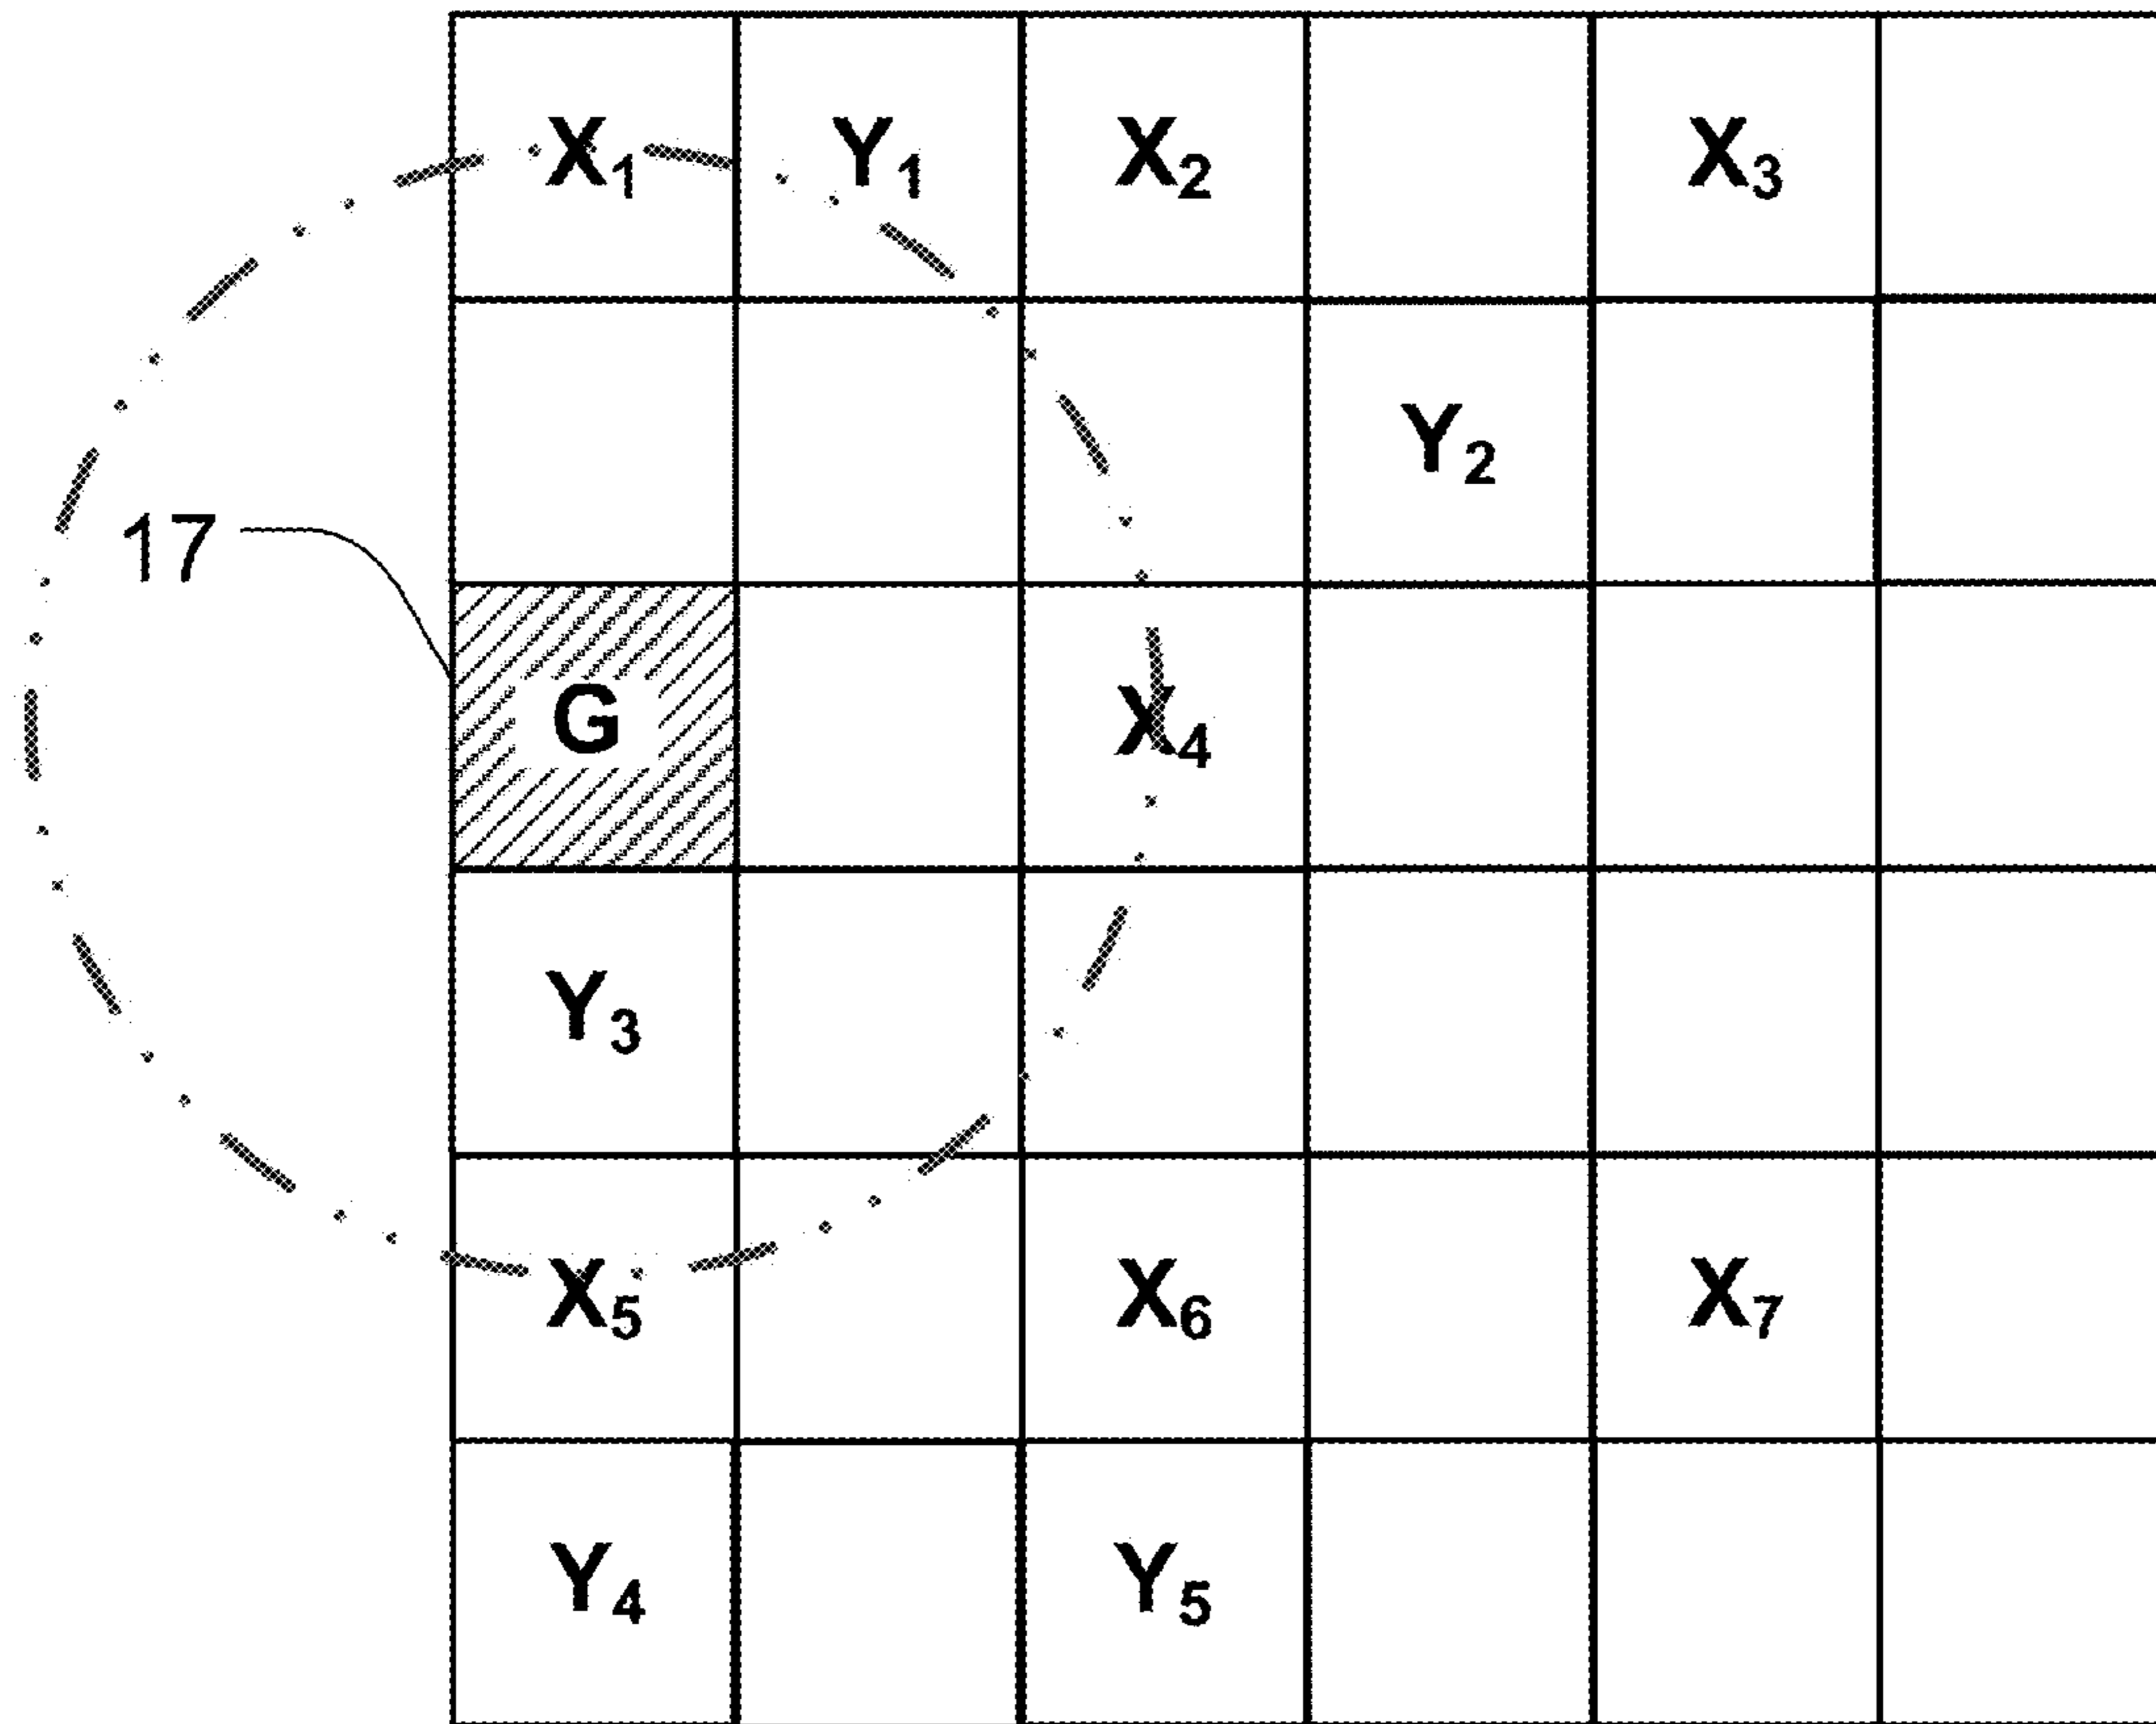 X₁ Y₁ X₂ X₃
Y₂
17
G X₄
Y₃
X₅ X₆ X₇
Y₄ Y₅